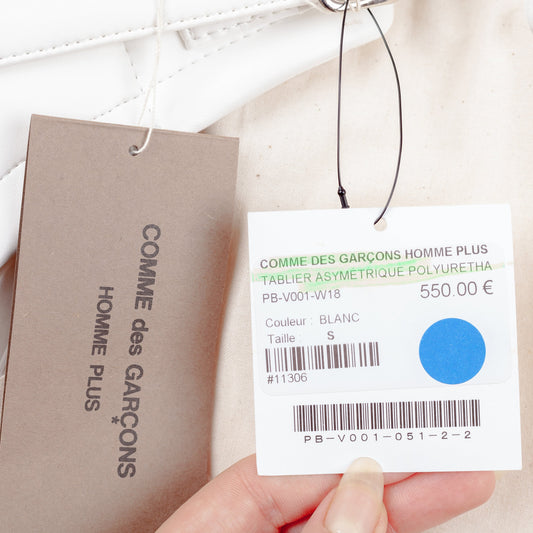 COMME des GARÇONS
HOMME PLUS
COMME DES GARÇONS HOMME PLUS
TABLIER ASYMÉTRIQUE POLYURETHA
PB-V001-W18 550.00 €
Couleur : BLANC
Taille : S
#11306
PB-V001-051-2-2